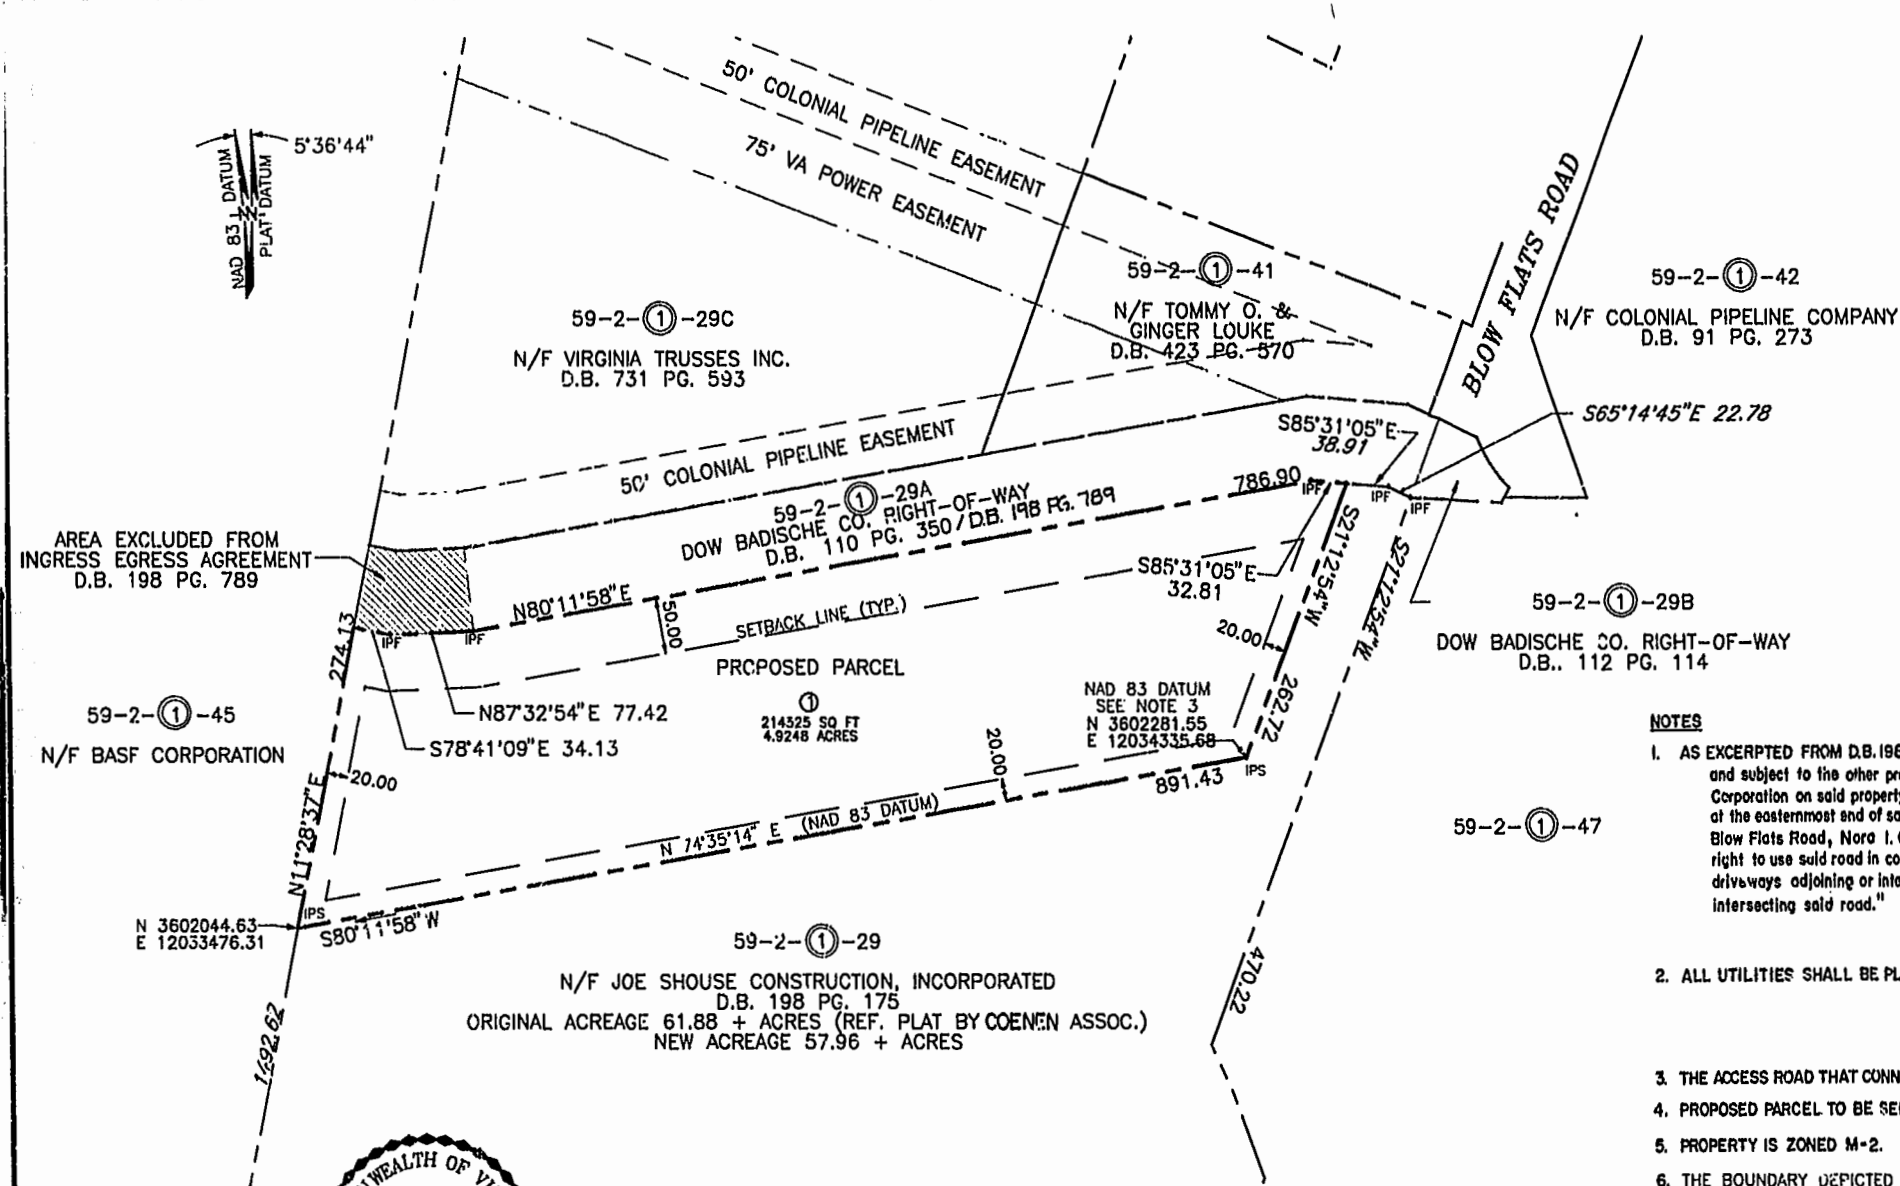 5°36'44"
NAD 83 DATUM
PLAT DATUM
N
50' COLONIAL PIPELINE EASEMENT
75' VA POWER EASEMENT
BLOW FLATS ROAD
59-2-①-41
N/F TOMMY O. &
GINGER LOUKE
D.B. 423 PG. 570
59-2-①-42
N/F COLONIAL PIPELINE COMPANY
D.B. 91 PG. 273
59-2-①-29C
N/F VIRGINIA TRUSSES INC.
D.B. 731 PG. 593
S85°31'05"E
38.91
S65°14'45"E 22.78
50' COLONIAL PIPELINE EASEMENT
59-2-①-29A
DOW BADISCHE CO. RIGHT-OF-WAY
D.B. 110 PG. 350 / D.B. 198 PG. 789
786.90
IPF
IPF
IPF
AREA EXCLUDED FROM
INGRESS EGRESS AGREEMENT
D.B. 198 PG. 789
N80°11'58"E
50.00
SETBACK LINE (TYP.)
S85°31'05"E
32.81
S21°12'54"W
S21°12'54"W
20.00
262.72
59-2-①-29B
DOW BADISCHE CO. RIGHT-OF-WAY
D.B.. 112 PG. 114
274.13
IPF
IPF
PROPOSED PARCEL
①
214325 SQ FT
4.9248 ACRES
N87°32'54"E 77.42
S78°41'09"E 34.13
59-2-①-45
N/F BASF CORPORATION
NAD 83 DATUM
SEE NOTE 3
N 3602281.55
E 12034335.68
IPS
20.00
20.00
891.43
N11°28'37"E
N 74°35'14" E (NAD 83 DATUM)
59-2-①-47
IPS
N 3602044.63
E 12033476.31
S80°11'58"W
59-2-①-29
N/F JOE SHOUSE CONSTRUCTION, INCORPORATED
D.B. 198 PG. 175
ORIGINAL ACREAGE 61.88 + ACRES (REF. PLAT BY COENEN ASSOC.)
NEW ACREAGE 57.96 + ACRES
470.22
1492.62
WEALTH OF
NOTES
1. AS EXCERPTED FROM D.B.198
and subject to the other pr
Corporation on said property
at the easternmost end of sa
Blow Flats Road, Nora I.
right to use said road in co
driveways adjoining or inte
intersecting said road."
2. ALL UTILITIES SHALL BE PL
3. THE ACCESS ROAD THAT CONN
4. PROPOSED PARCEL TO BE SE
5. PROPERTY IS ZONED M-2.
6. THE BOUNDARY DEPICTED